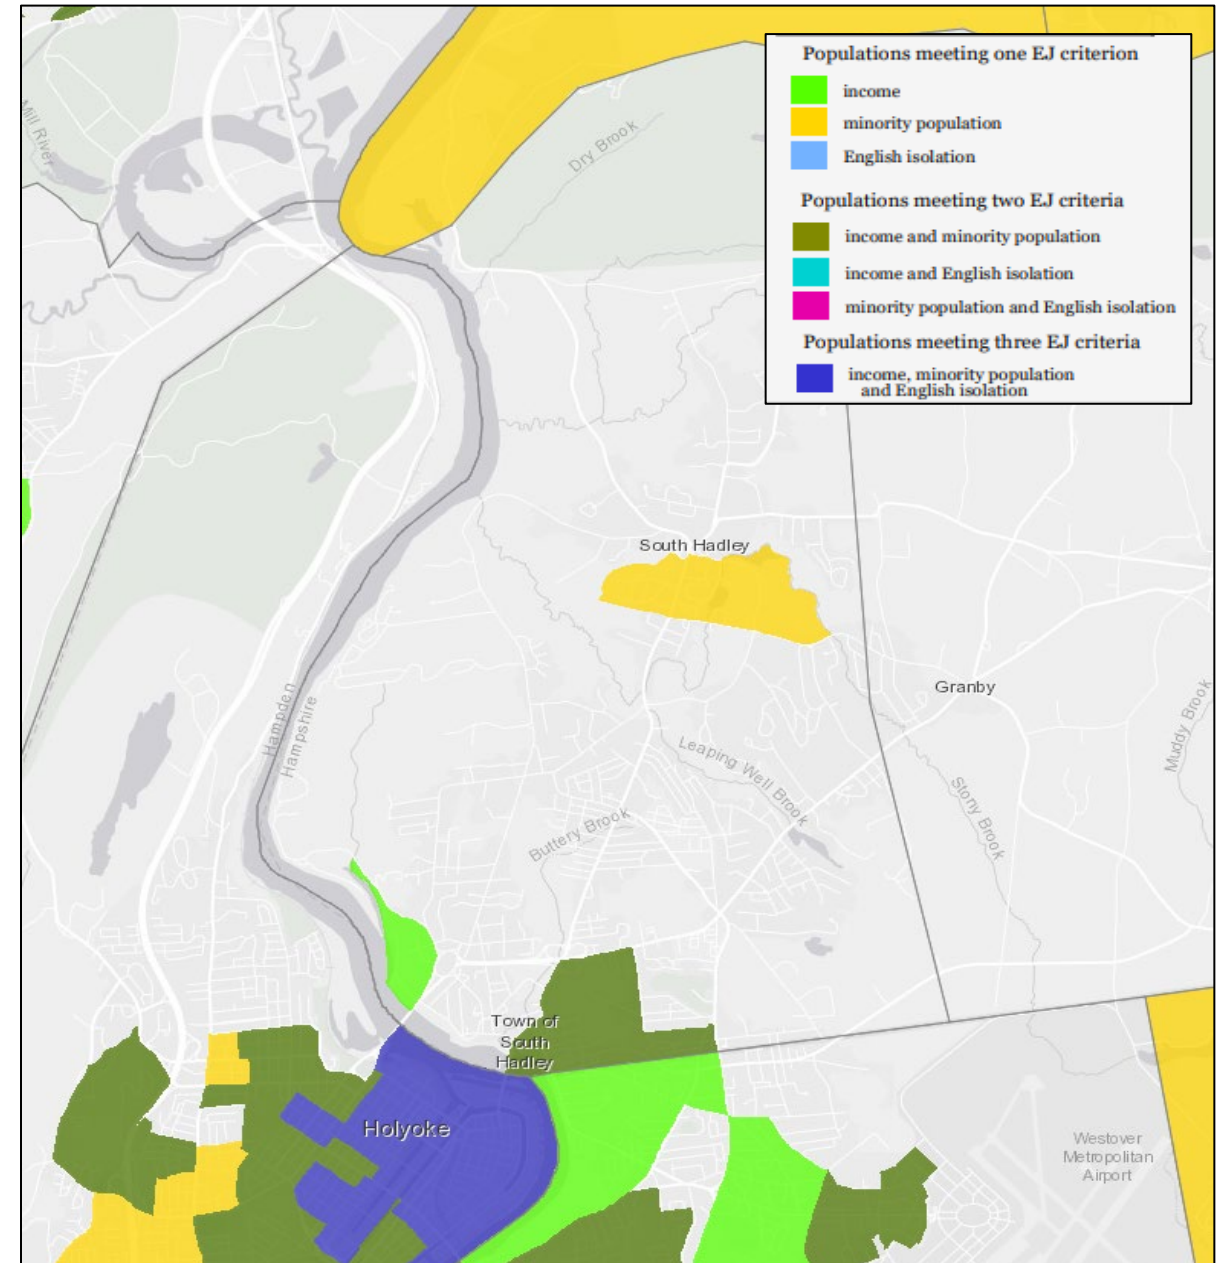 Populations meeting one EJ criterion
income
minority population
English isolation
Populations meeting two EJ criteria
income and minority population
income and English isolation
minority population and English isolation
Populations meeting three EJ criteria
income, minority population
and English isolation
Mill River
Dry Brook
South Hadley
Granby
Hampden
Hampshire
Muddy Brook
Leaping Well Brook
Stony Brook
Buttery Brook
Town of
South
Hadley
Holyoke
Westover
Metropolitan
Airport